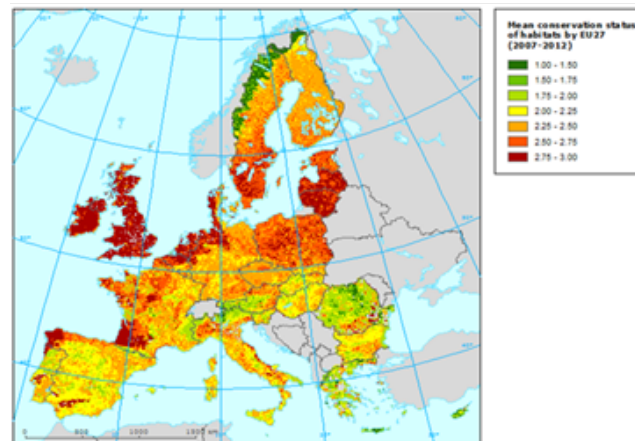 Mean conservation status
of habitats by EU27
(2007-2012)
1.00 - 1.50
1.50 - 1.75
1.75 - 2.00
2.00 - 2.25
2.25 - 2.50
2.50 - 2.75
2.75 - 3.00
0 500 1000 1500 km